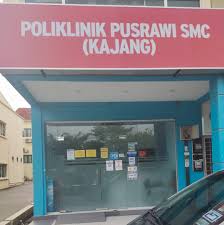 POLIKLINIK PUSRAWI SMC
(KAJANG)